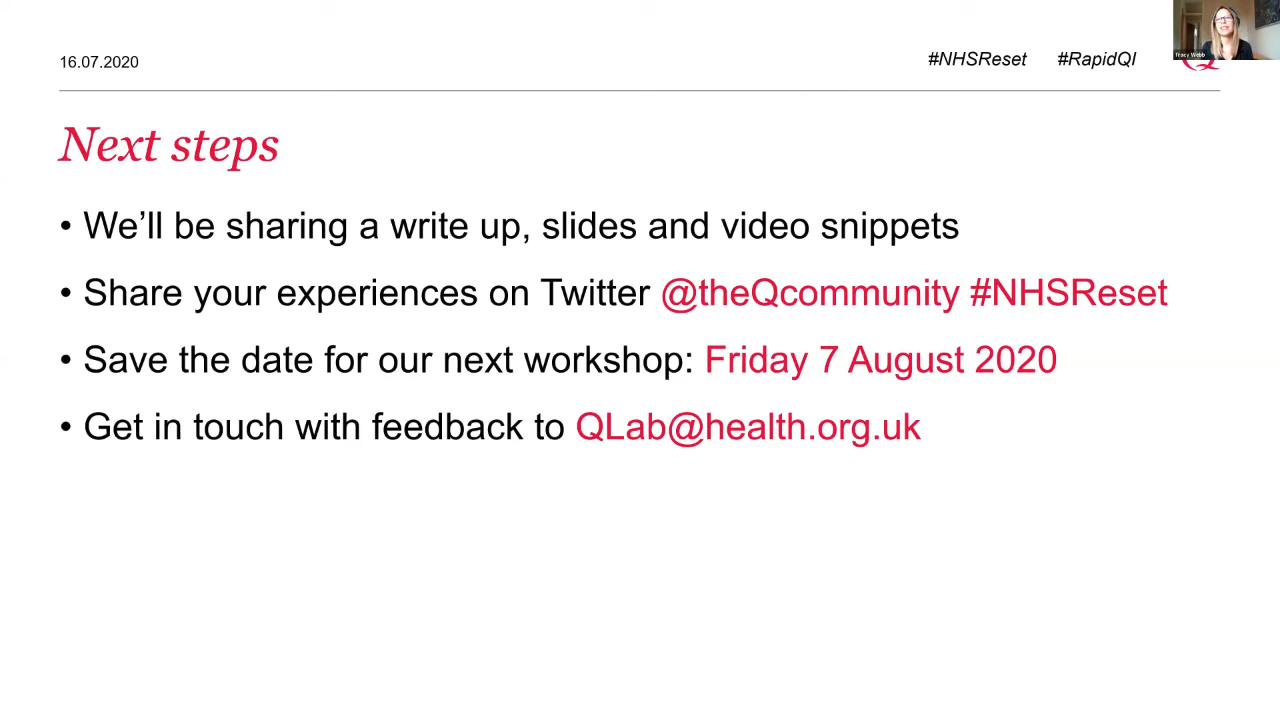 16.07.2020
#NHSReset #RapidQI
Tracy Webb
Next steps
• We’ll be sharing a write up, slides and video snippets
• Share your experiences on Twitter @theQcommunity #NHSReset
• Save the date for our next workshop: Friday 7 August 2020
• Get in touch with feedback to QLab@health.org.uk